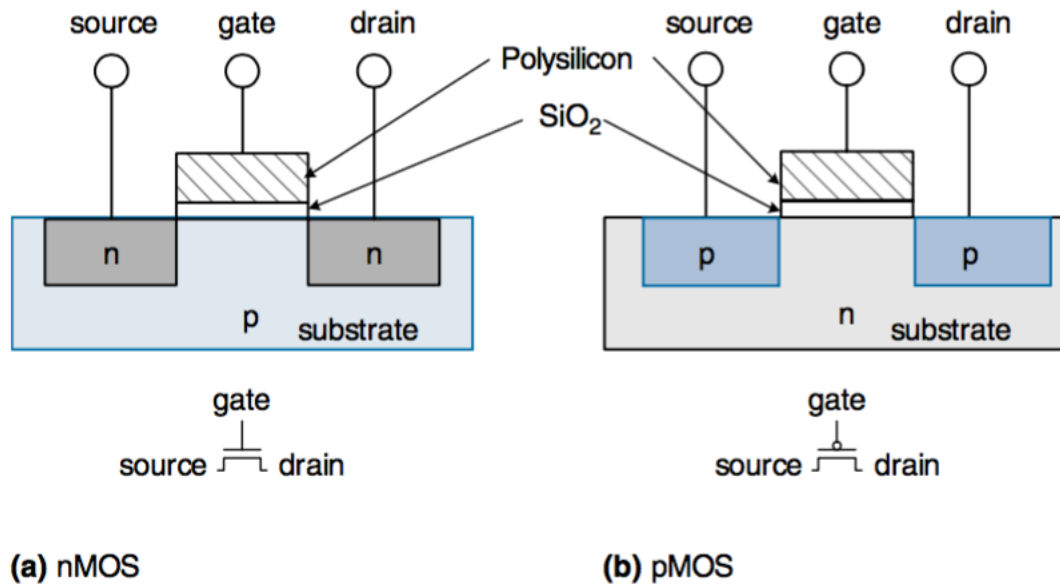 source gate drain
source gate drain
Polysilicon
SiO₂
n
n
p
substrate
p
p
n
substrate
gate
source drain
gate
source drain
(a) nMOS
(b) pMOS